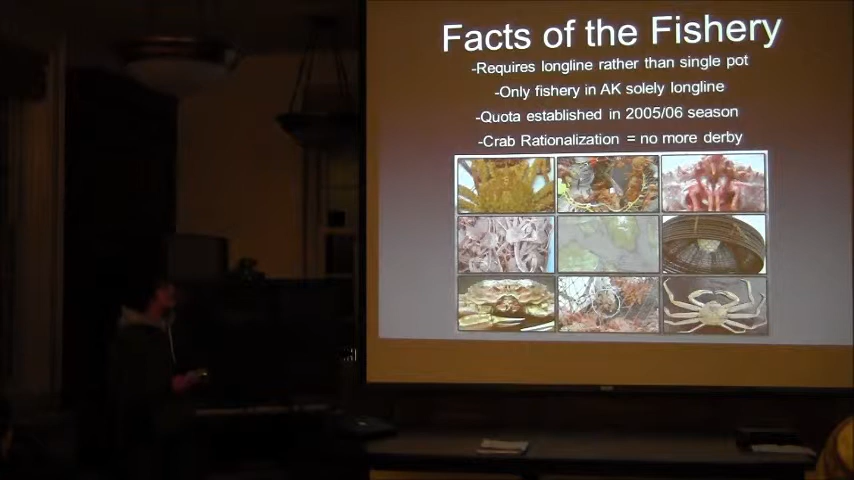 Facts of the Fishery
-Requires longline rather than single pot
-Only fishery in AK solely longline
-Quota established in 2005/06 season
-Crab Rationalization = no more derby